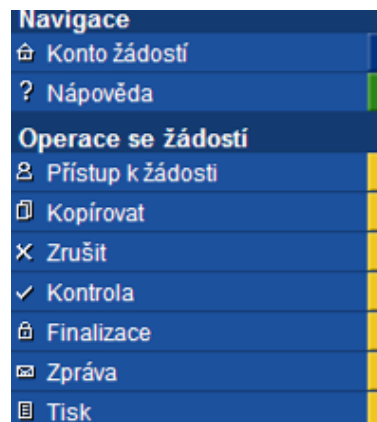 Navigace
Konto žádostí
? Nápověda
Operace se žádostí
Přístup k žádosti
Kopírovat
Zrušit
Kontrola
Finalizace
Zpráva
Tisk